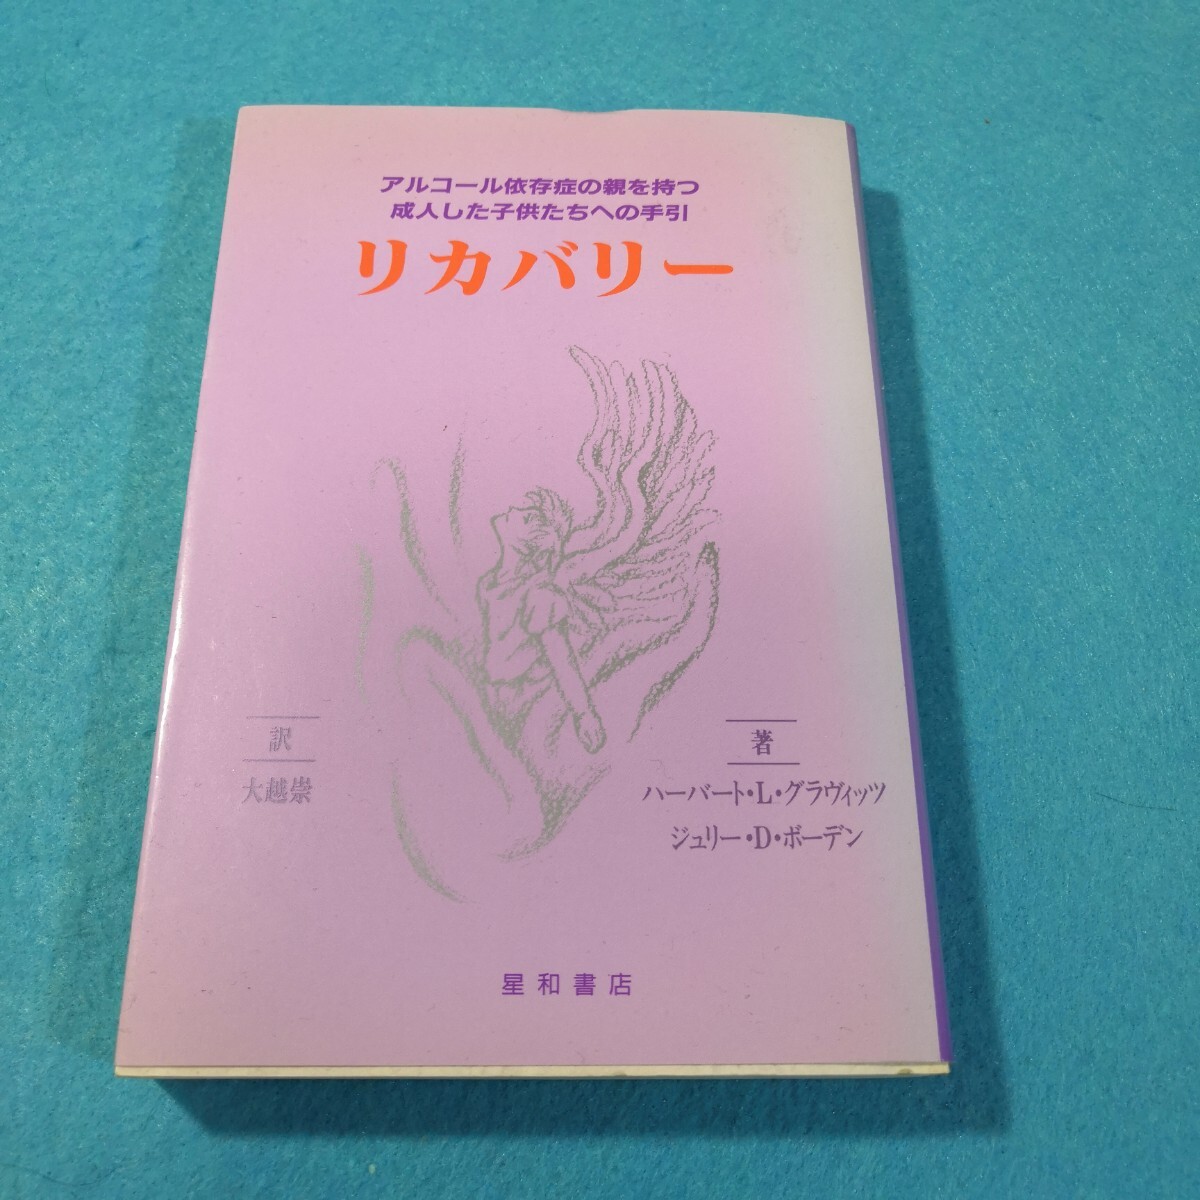 アルコール依存症の親を持つ
成人した子供たちへの手引
リカバリー
著
ハーバート・L・グラヴィッツ
ジュリー・D・ボーデン
訳
大越崇
星和書店